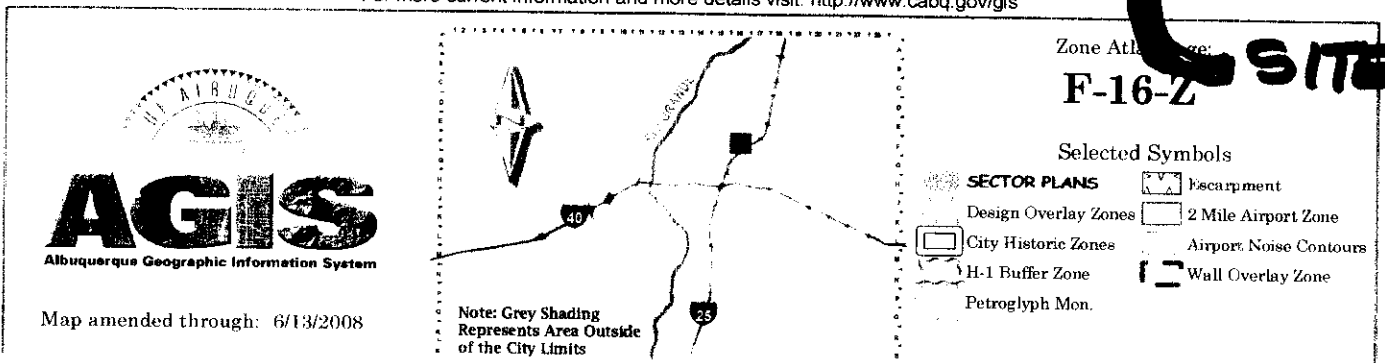 For more current information and more details visit: http://www.cabq.gov/gis
AGIS
Albuquerque Geographic Information System
Map amended through: 6/13/2008
GRANDE
40
25
Note: Grey Shading
Represents Area Outside
of the City Limits
SITE
Zone
F-16-Z
Selected Symbols
SECTOR PLANS
Escarpment
Design Overlay Zones
2 Mile Airport Zone
City Historic Zones
Airport Noise Contours
H-1 Buffer Zone
Wall Overlay Zone
Petroglyph Mon.